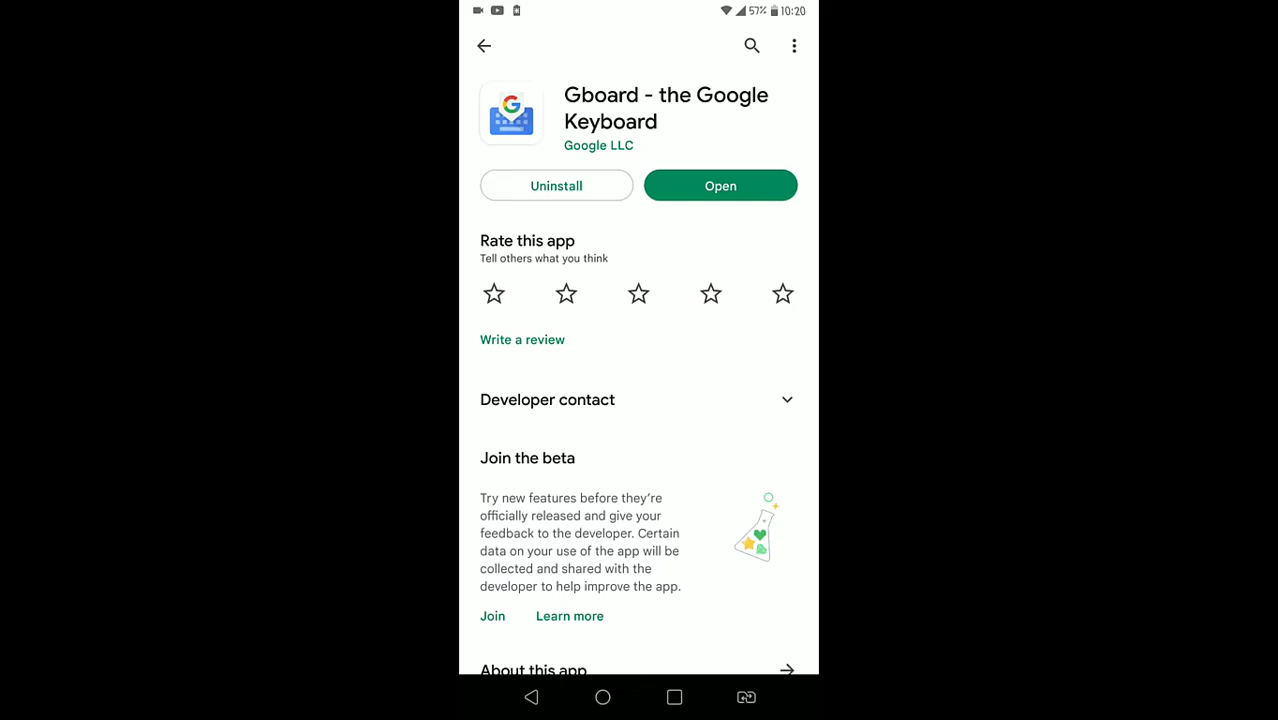 57% 10:20
Gboard - the Google
Keyboard
Google LLC
Uninstall
Open
Rate this app
Tell others what you think
Write a review
Developer contact
Join the beta
Try new features before they're
officially released and give your
feedback to the developer. Certain
data on your use of the app will be
collected and shared with the
developer to help improve the app.
Join
Learn more
About this app